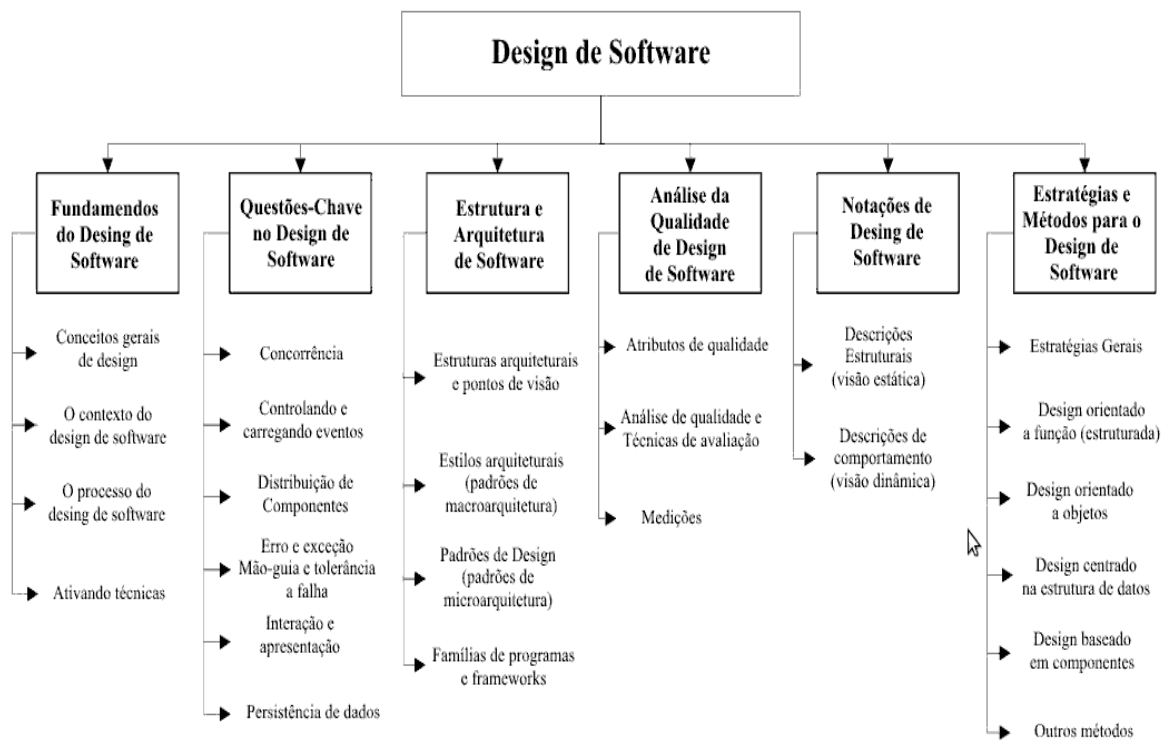 Design de Software
Fundamendos
do Desing de
Software
Conceitos gerais
de design
O contexto do
design de software
O processo do
desing de software
Ativando técnicas
Questões-Chave
no Design de
Software
Concorrência
Controlando e
carregando eventos
Distribuição de
Componentes
Erro e exceção
Mão-guia e tolerância
a falha
Interação e
apresentação
Persistência de dados
Estrutura e
Arquitetura
de Software
Estruturas arquiteturais
e pontos de visão
Estilos arquiteturais
(padrões de
macroarquitetura)
Padrões de Design
(padrões de
microarquitetura)
Famílias de programas
e frameworks
Análise da
Qualidade
de Design
de Software
Atributos de qualidade
Análise de qualidade e
Técnicas de avaliação
Medições
Notações de
Desing de
Software
Descrições
Estruturais
(visão estática)
Descrições de
comportamento
(visão dinâmica)
Estratégias e
Métodos para o
Design de
Software
Estratégias Gerais
Design orientado
a função (estruturada)
Design orientado
a objetos
Design centrado
na estrutura de dados
Design baseado
em componentes
Outros métodos